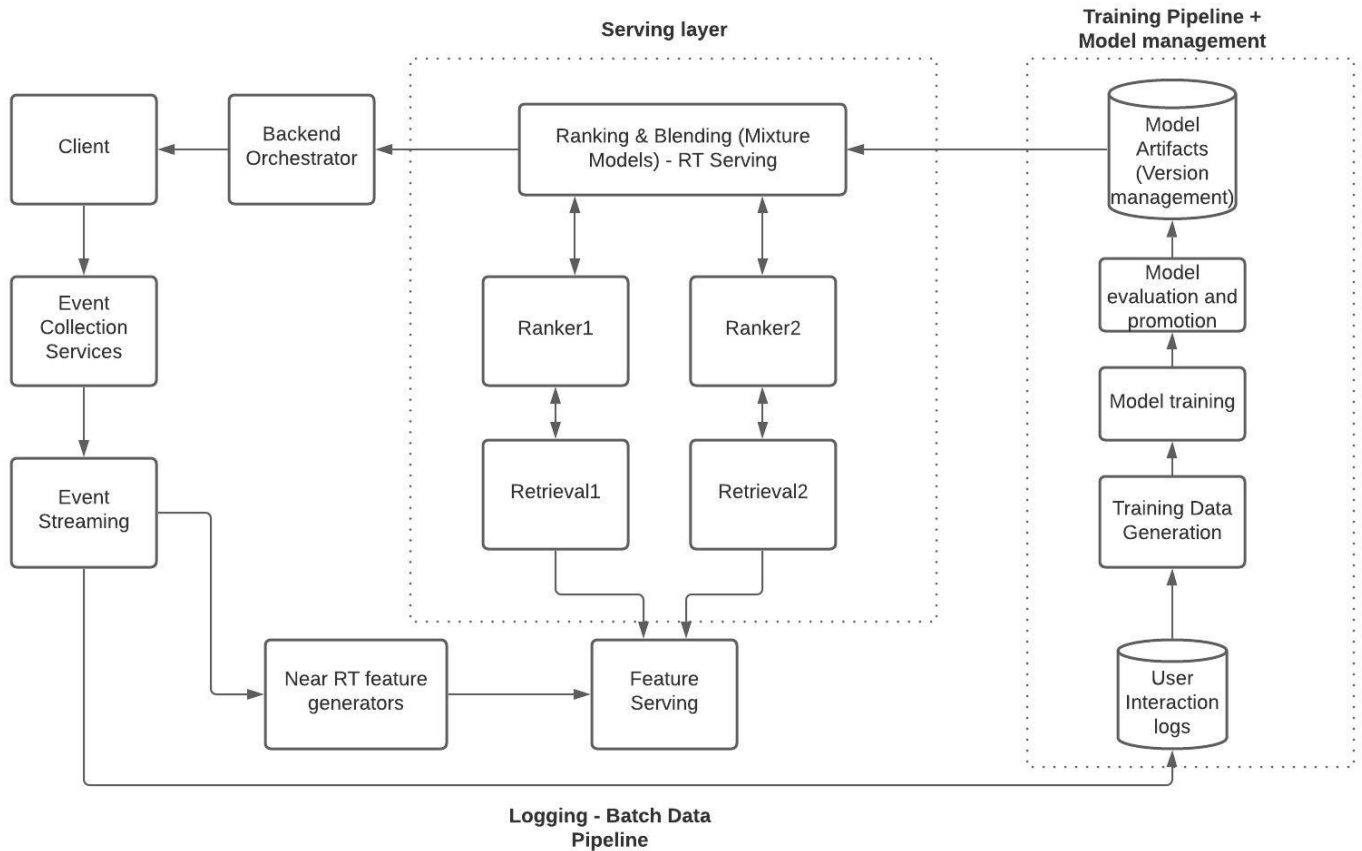 Serving layer
Training Pipeline +
Model management
Client
Backend
Orchestrator
Ranking & Blending (Mixture
Models) - RT Serving
Model
Artifacts
(Version
management)
Event
Collection
Services
Ranker1
Ranker2
Model
evaluation and
promotion
Model training
Event
Streaming
Retrieval1
Retrieval2
Training Data
Generation
Near RT feature
generators
Feature
Serving
User
Interaction
logs
Logging - Batch Data
Pipeline